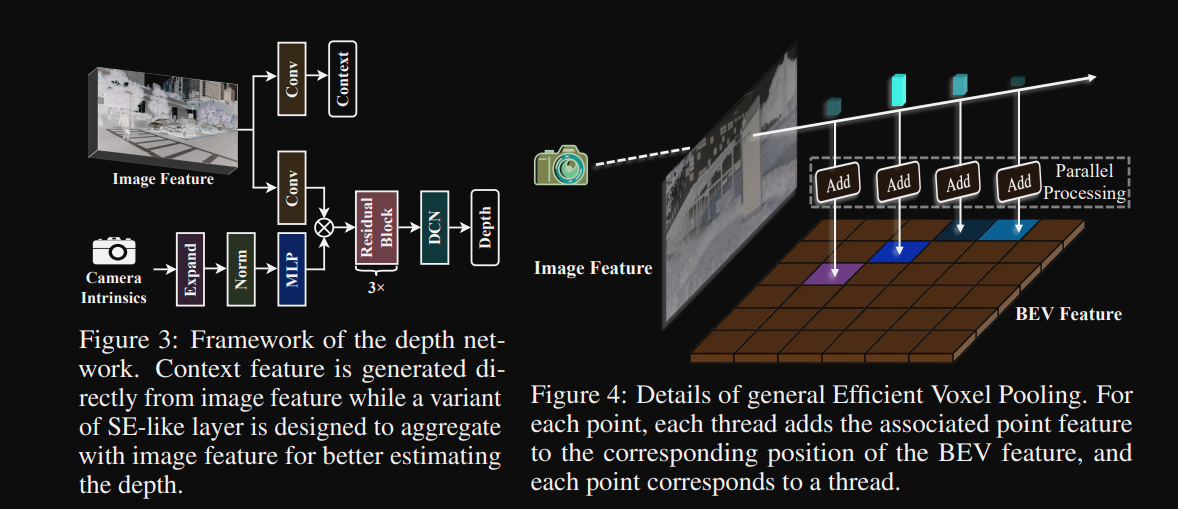 Conv
Context
Image Feature
Conv
Residual
Block
DCN
Depth
3×
Camera
Intrinsics
Expand
Norm
MLP
Figure 3: Framework of the depth net-
work. Context feature is generated di-
rectly from image feature while a variant
of SE-like layer is designed to aggregate
with image feature for better estimating
the depth.
Add
Add
Add
Add
Parallel
Processing
Image Feature
BEV Feature
Figure 4: Details of general Efficient Voxel Pooling. For
each point, each thread adds the associated point feature
to the corresponding position of the BEV feature, and
each point corresponds to a thread.